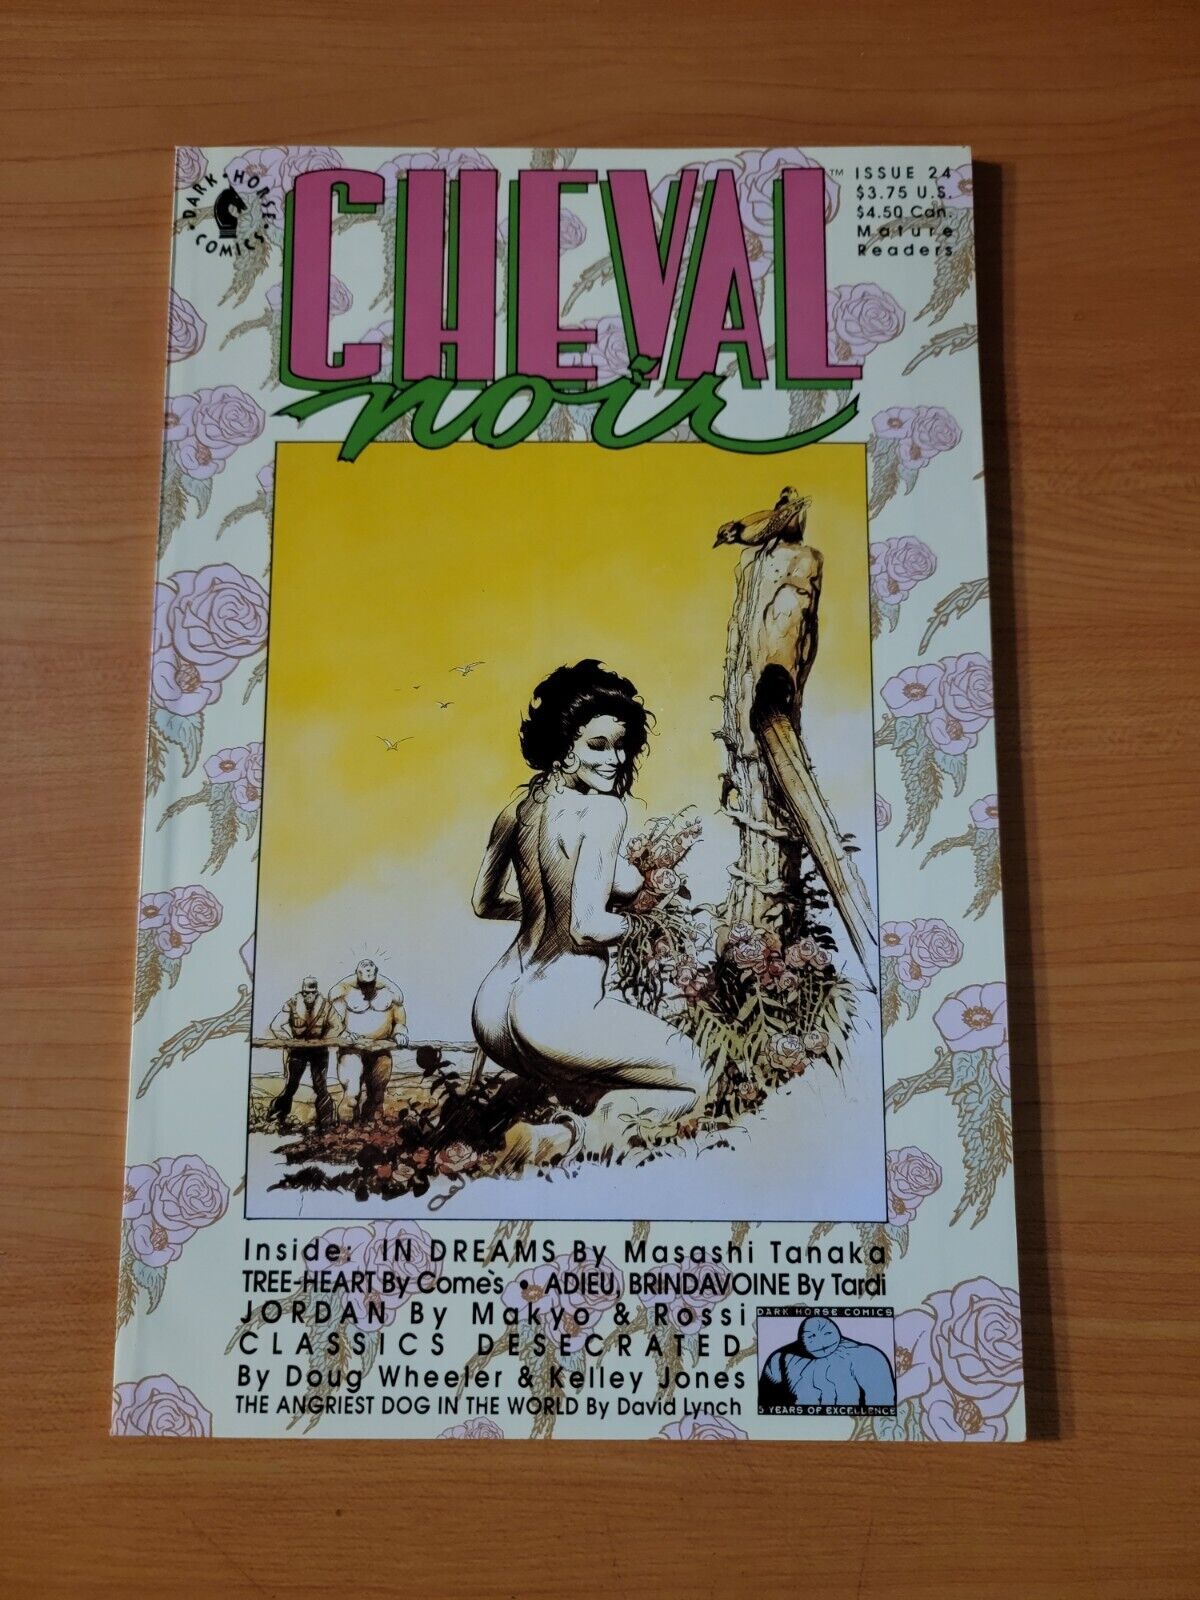 DARK • HORSE
• COMICS •
CHEVAL™
noir
ISSUE 24
$3.75 U.S.
$4.50 Can.
Mature
Readers
Inside: IN DREAMS By Masashi Tanaka
TREE-HEART By Come's • ADIEU, BRINDAVOINE By Tardi
JORDAN By Makyo & Rossi
CLASSICS DESECRATED
By Doug Wheeler & Kelley Jones
THE ANGRIEST DOG IN THE WORLD By David Lynch
DARK HORSE COMICS
5 YEARS OF EXCELLENCE